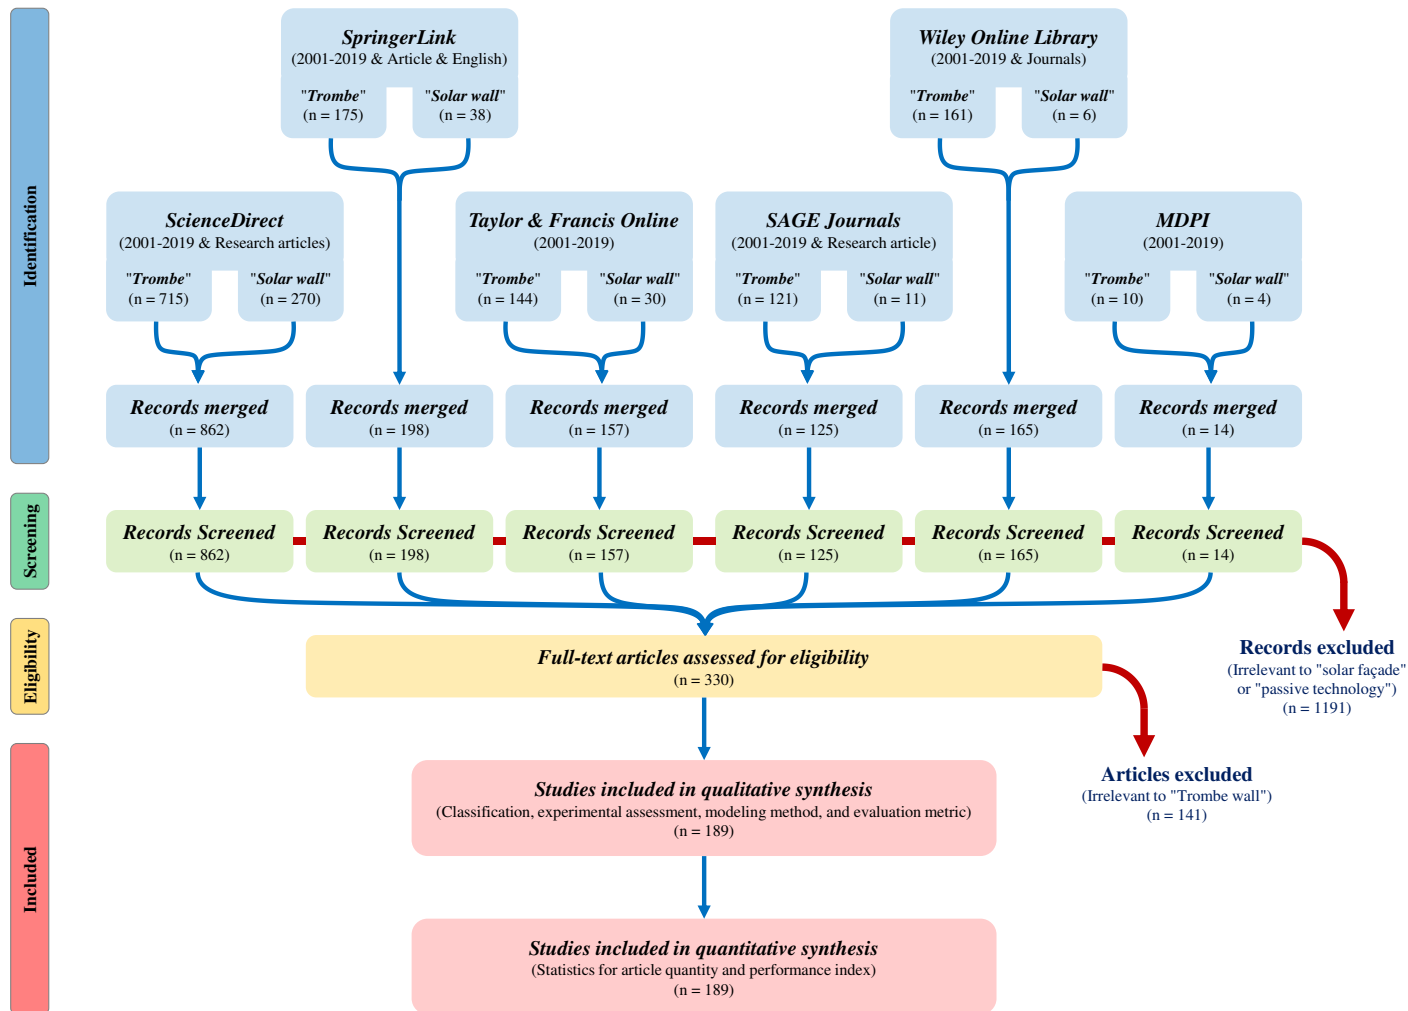 Identification
SpringerLink
(2001-2019 & Article & English)
"Trombe"
(n = 175)
"Solar wall"
(n = 38)
Wiley Online Library
(2001-2019 & Journals)
"Trombe"
(n = 161)
"Solar wall"
(n = 6)
ScienceDirect
(2001-2019 & Research articles)
"Trombe"
(n = 715)
"Solar wall"
(n = 270)
Taylor & Francis Online
(2001-2019)
"Trombe"
(n = 144)
"Solar wall"
(n = 30)
SAGE Journals
(2001-2019 & Research article)
"Trombe"
(n = 121)
"Solar wall"
(n = 11)
MDPI
(2001-2019)
"Trombe"
(n = 10)
"Solar wall"
(n = 4)
Records merged
(n = 862)
Records merged
(n = 198)
Records merged
(n = 157)
Records merged
(n = 125)
Records merged
(n = 165)
Records merged
(n = 14)
Screening
Records Screened
(n = 862)
Records Screened
(n = 198)
Records Screened
(n = 157)
Records Screened
(n = 125)
Records Screened
(n = 165)
Records Screened
(n = 14)
Records excluded
(Irrelevant to "solar façade"
or "passive technology")
(n = 1191)
Eligibility
Full-text articles assessed for eligibility
(n = 330)
Articles excluded
(Irrelevant to "Trombe wall")
(n = 141)
Included
Studies included in qualitative synthesis
(Classification, experimental assessment, modeling method, and evaluation metric)
(n = 189)
Studies included in quantitative synthesis
(Statistics for article quantity and performance index)
(n = 189)